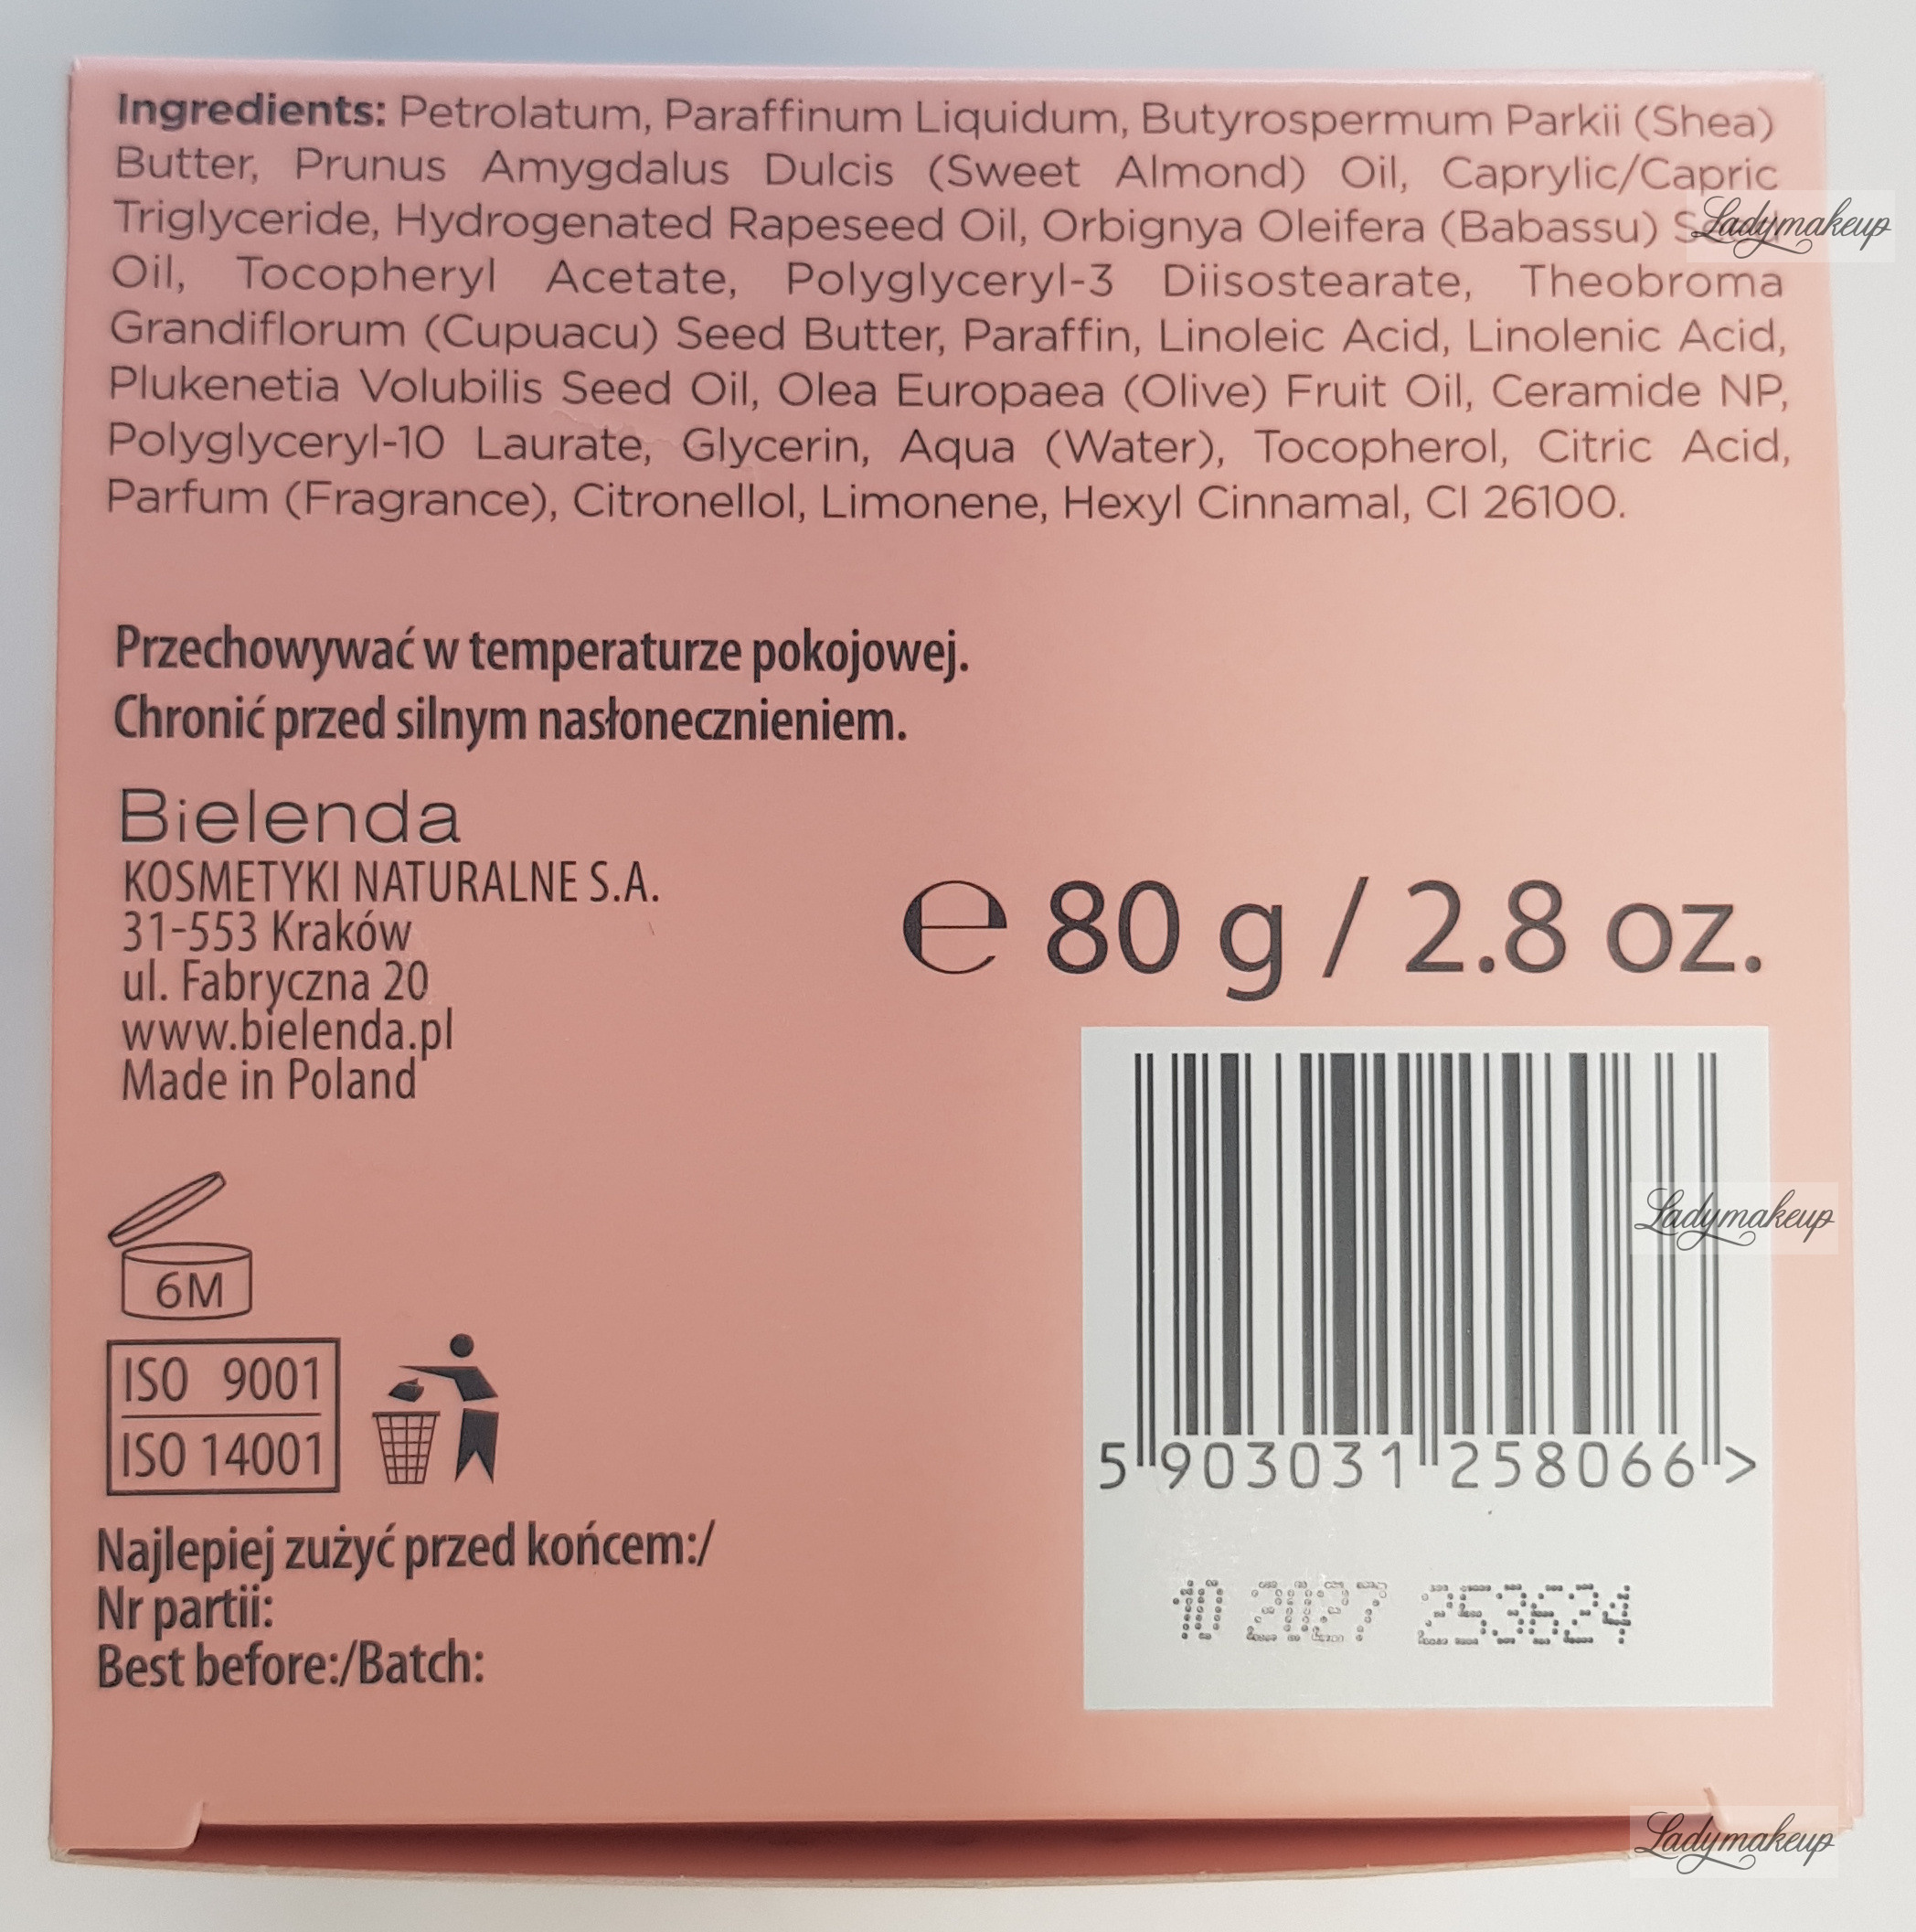 Ingredients: Petrolatum, Paraffinum Liquidum, Butyrospermum Parkii (Shea)
Butter, Prunus Amygdalus Dulcis (Sweet Almond) Oil, Caprylic/Capric
Triglyceride, Hydrogenated Rapeseed Oil, Orbignya Oleifera (Babassu)
Oil, Tocopheryl Acetate, Polyglyceryl-3 Diisostearate, Theobroma
Grandiflorum (Cupuacu) Seed Butter, Paraffin, Linoleic Acid, Linolenic Acid,
Plukenetia Volubilis Seed Oil, Olea Europaea (Olive) Fruit Oil, Ceramide NP,
Polyglyceryl-10 Laurate, Glycerin, Aqua (Water), Tocopherol, Citric Acid,
Parfum (Fragrance), Citronellol, Limonene, Hexyl Cinnamal, CI 26100.
Ladymakeup
Przechowywać w temperaturze pokojowej.
Chronić przed silnym nasłonecznieniem.
Bielenda
KOSMETYKI NATURALNE S.A.
31-553 Kraków
ul. Fabryczna 20
www.bielenda.pl
Made in Poland
℮ 80 g / 2.8 oz.
6M
ISO 9001
ISO 14001
Ladymakeup
5 903031 258066 >
Najlepiej zużyć przed końcem:/
Nr partii:
Best before:/Batch:
10 2027 253624
Ladymakeup